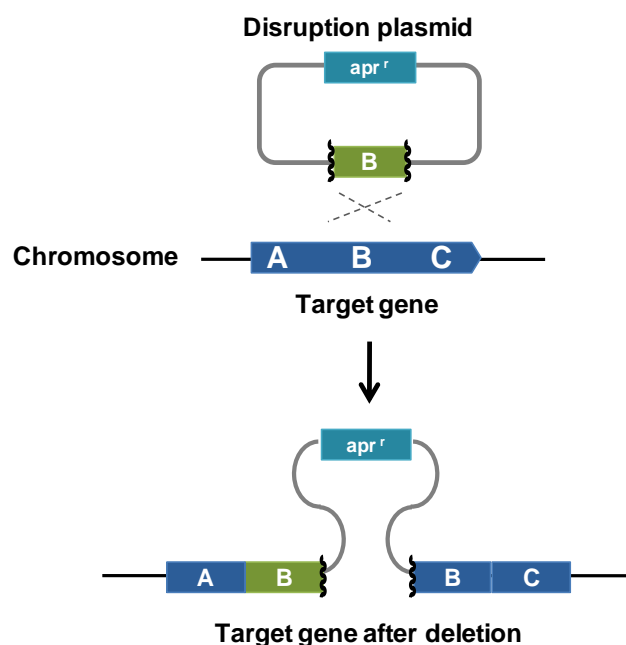 Disruption plasmid
apr r
B
Chromosome
A B C
Target gene
apr r
A B B C
Target gene after deletion